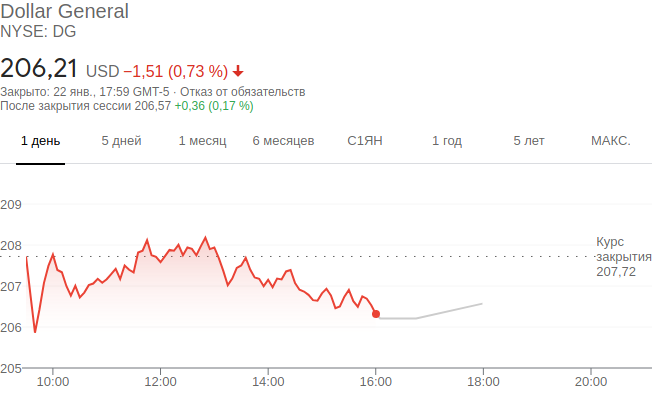 Dollar General
NYSE: DG
206,21 USD −1,51 (0,73 %)
Закрыто: 22 янв., 17:59 GMT-5 · Отказ от обязательств
После закрытия сессии 206,57 +0,36 (0,17 %)
1 день 5 дней 1 месяц 6 месяцев С1ЯН 1 год 5 лет МАКС.
209
208
207
206
205
Курс
закрытия
207,72
10:00 12:00 14:00 16:00 18:00 20:00